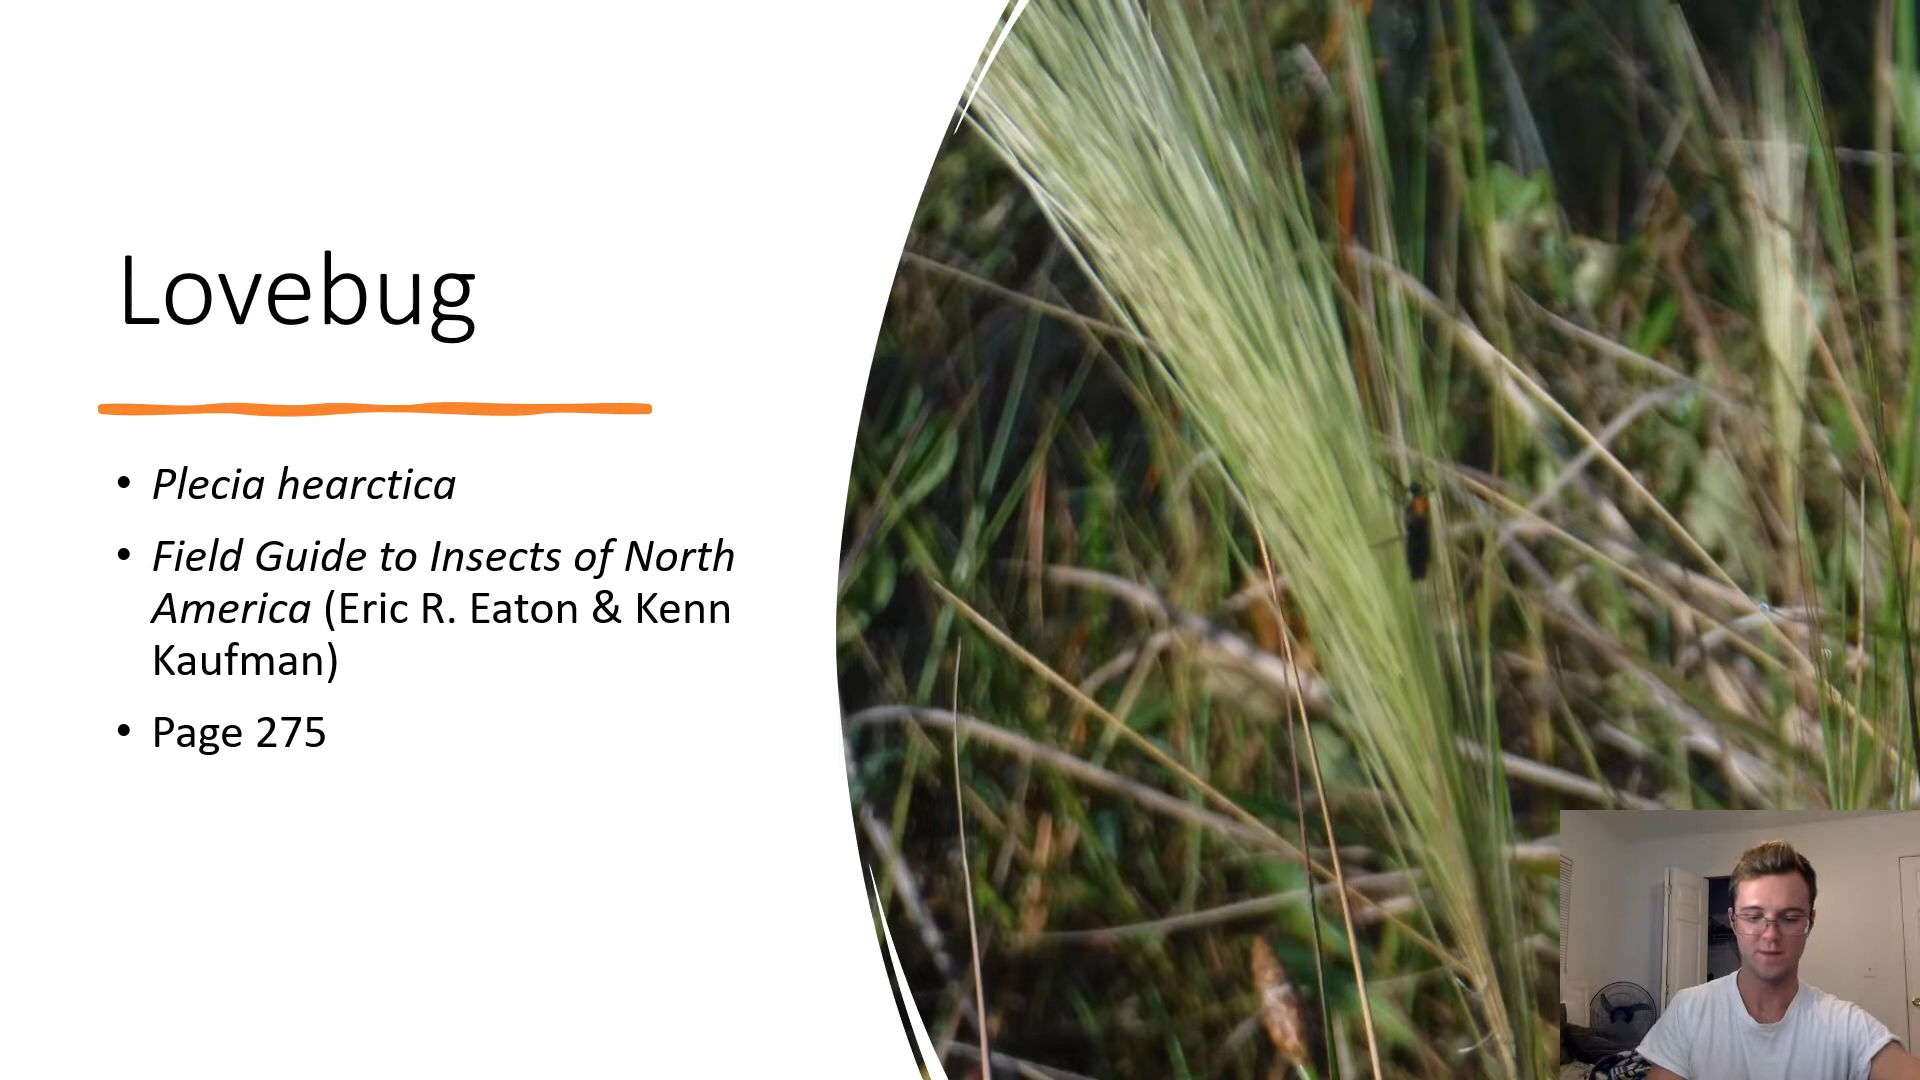 Lovebug
• Plecia hearctica
• Field Guide to Insects of North
America (Eric R. Eaton & Kenn
Kaufman)
• Page 275